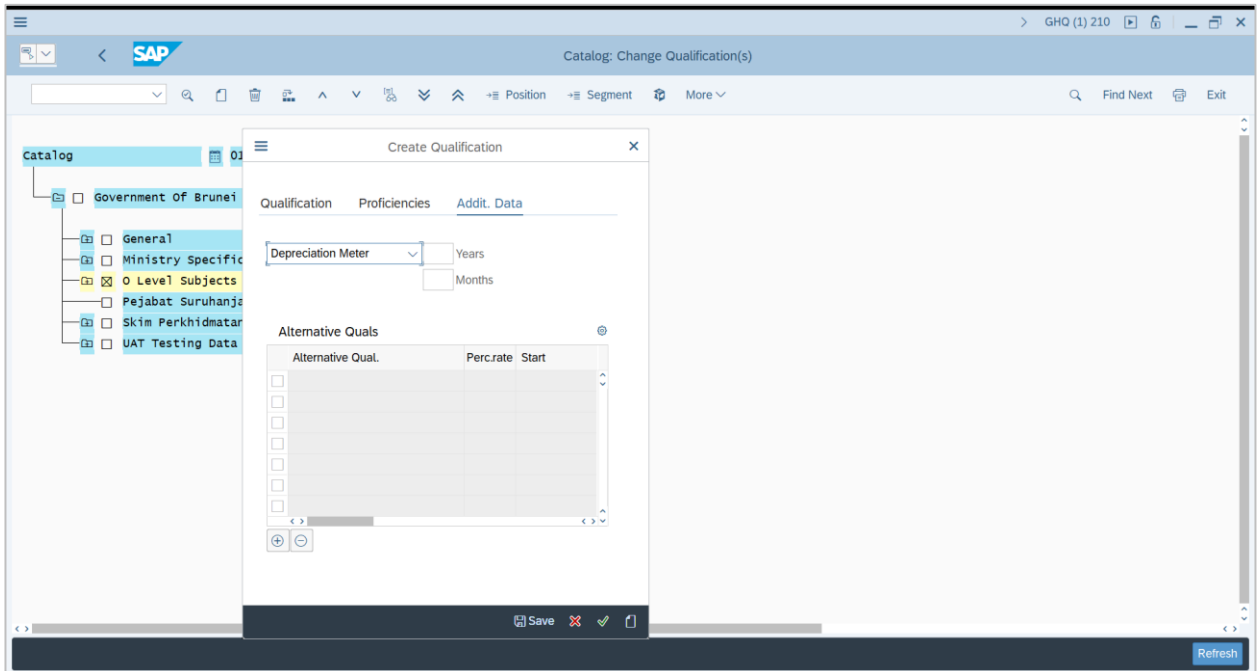 GHQ (1) 210
SAP
Catalog: Change Qualification(s)
Position Segment More Find Next Exit
Catalog
Government Of Brunei
General
Ministry Specific
O Level Subjects
Pejabat Suruhanja
Skim Perkhidmatan
UAT Testing Data
Create Qualification
Qualification Proficiencies Addit. Data
Depreciation Meter Years
Months
Alternative Quals
Alternative Qual. Perc.rate Start
Save
Refresh